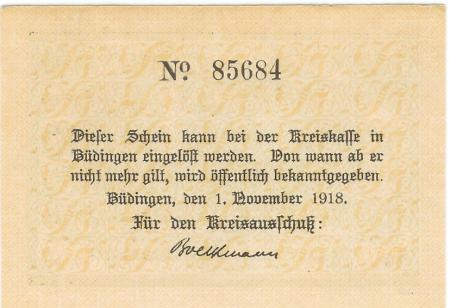 Nº 85684
Dieſer Schein kann bei der Kreiskaſſe in
Büdingen eingelöſt werden. Von wann ab er
nicht mehr gilt, wird öffentlich bekanntgegeben.
Büdingen, den 1. November 1918.
Für den Kreisausſchuß:
Boeckmann